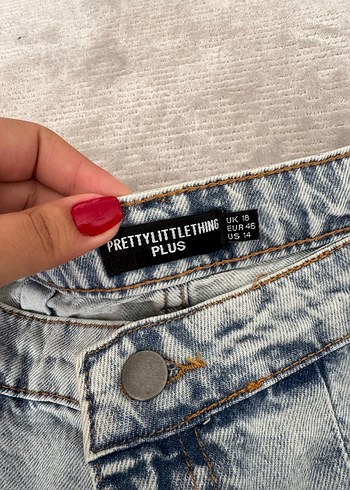 PRETTYLITTLETHING
PLUS
UK 18
EUR 46
US 14